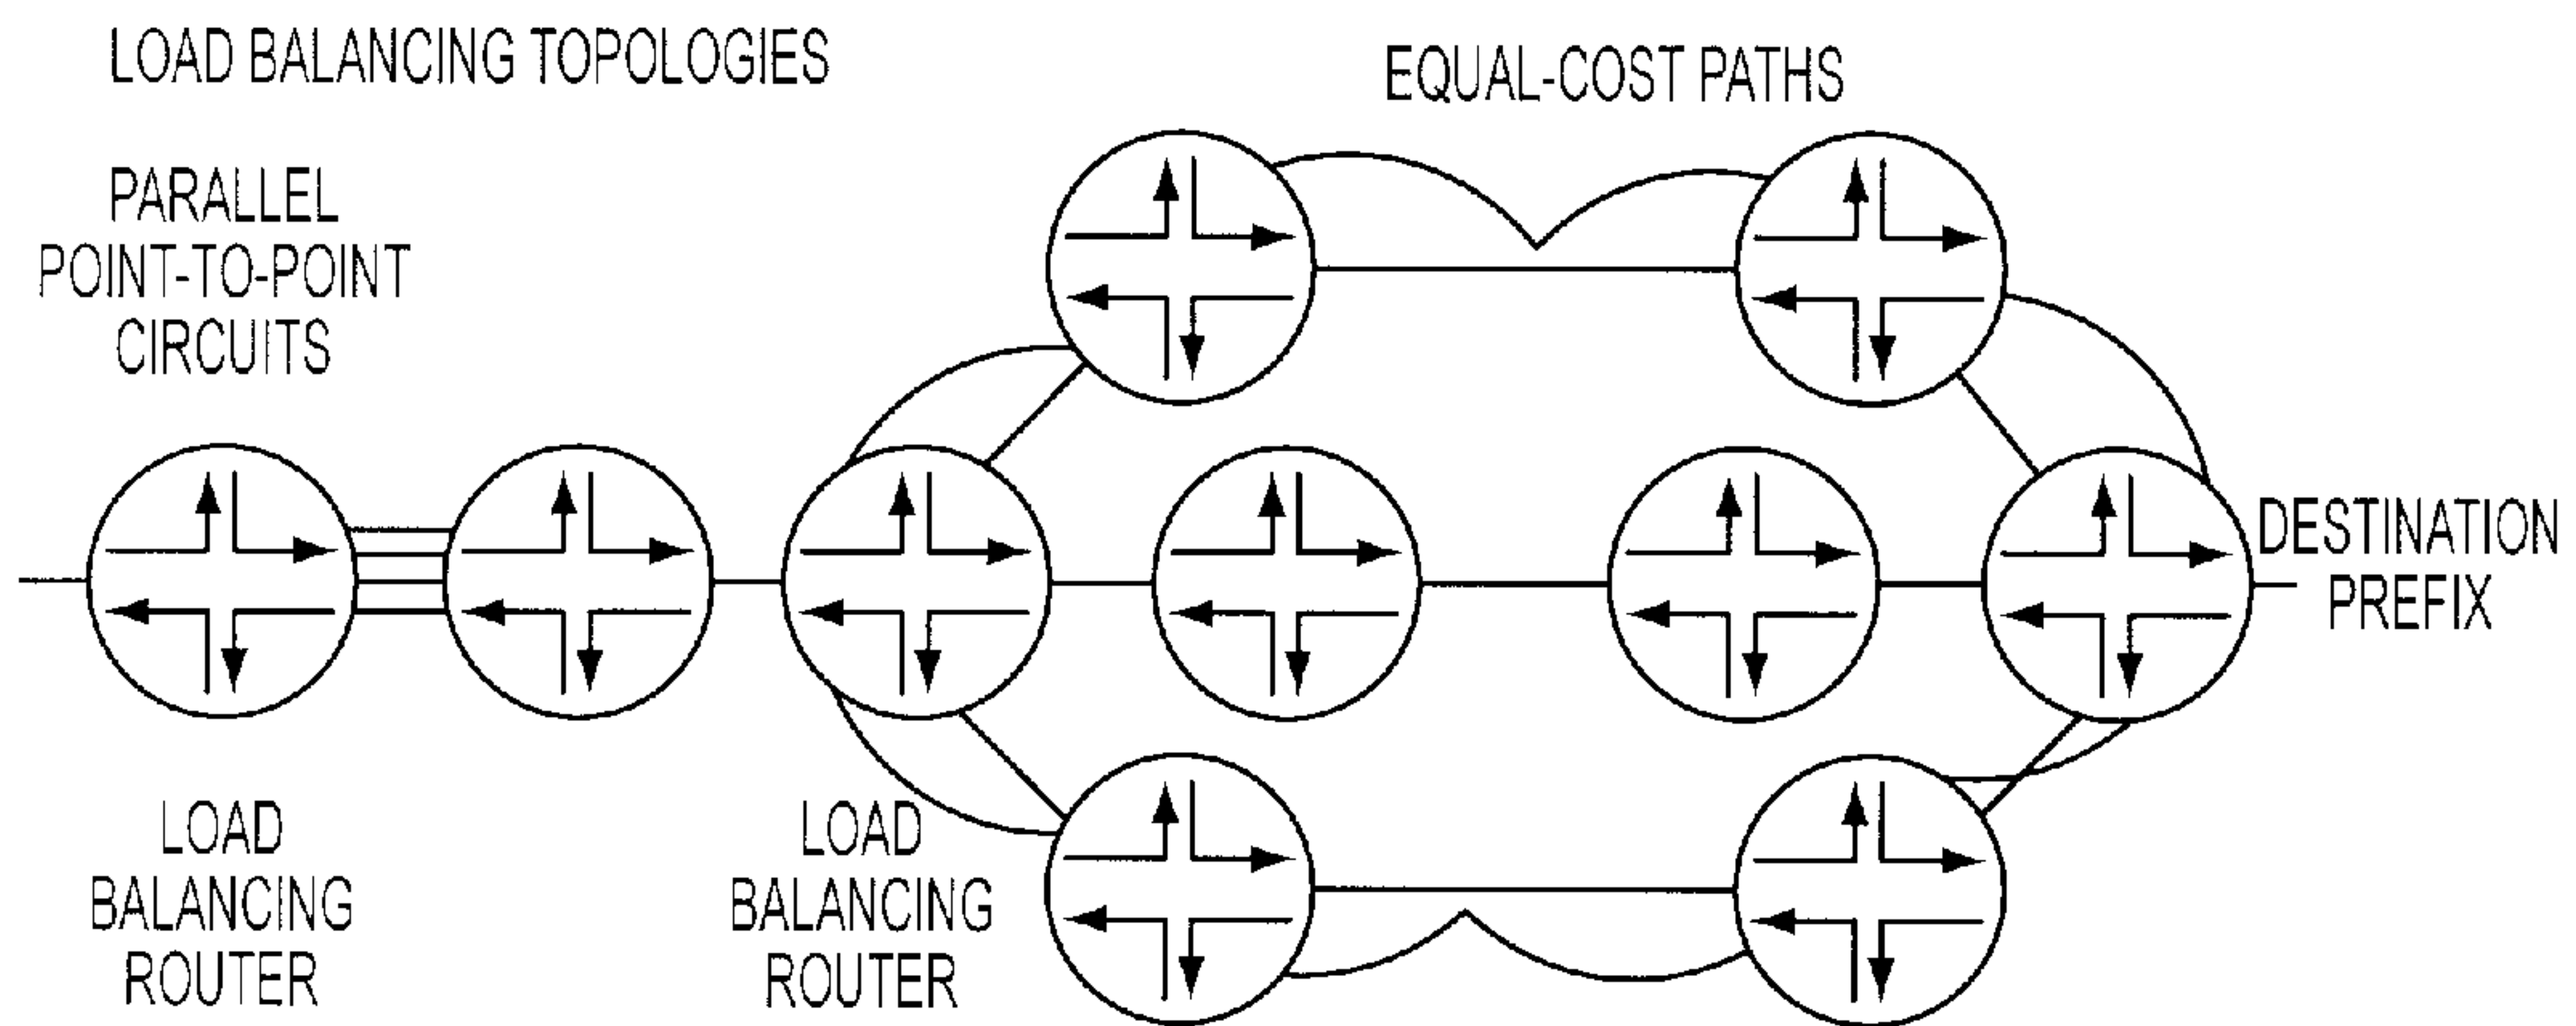 LOAD BALANCING TOPOLOGIES
EQUAL-COST PATHS
PARALLEL
POINT-TO-POINT
CIRCUITS
DESTINATION
PREFIX
LOAD
BALANCING
ROUTER
LOAD
BALANCING
ROUTER